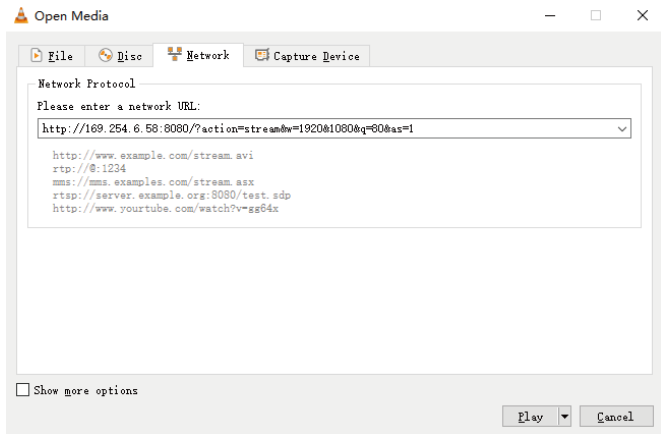 Open Media
File Disc Network Capture Device
Network Protocol
Please enter a network URL:
http://169.254.6.58:8080/?action=stream&w=1920&1080&q=80&as=1
http://www.example.com/stream.avi
rtp://@:1234
mms://mms.examples.com/stream.asx
rtsp://server.example.org:8080/test.sdp
http://www.yourtube.com/watch?v=gg64x
Show more options
Play Cancel